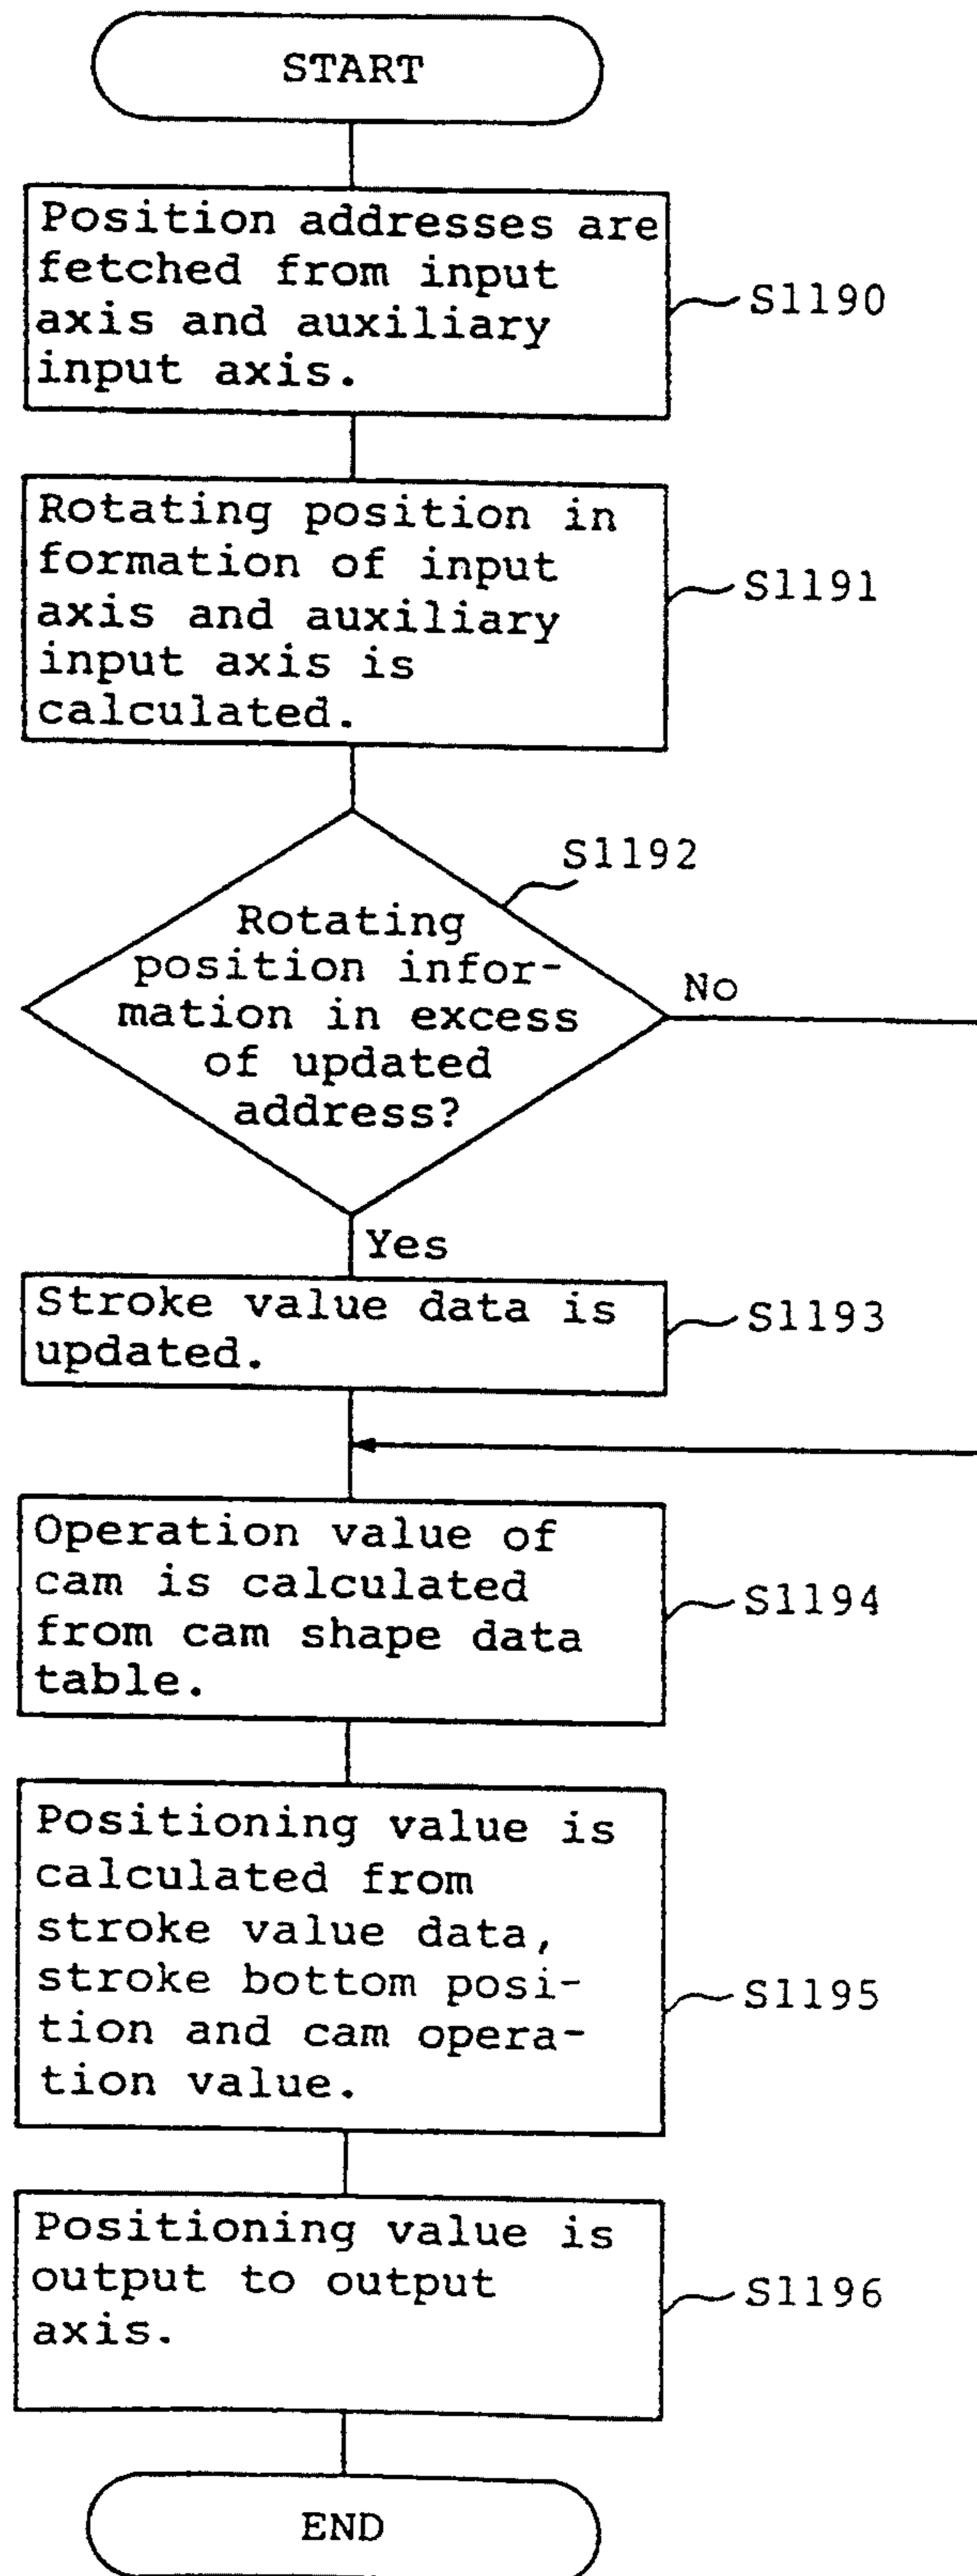 START
Position addresses are
fetched from input
axis and auxiliary
input axis.
S1190
Rotating position in
formation of input
axis and auxiliary
input axis is
calculated.
S1191
S1192
Rotating
position infor-
mation in excess
of updated
address?
No
Yes
Stroke value data is
updated.
S1193
Operation value of
cam is calculated
from cam shape data
table.
S1194
Positioning value is
calculated from
stroke value data,
stroke bottom posi-
tion and cam opera-
tion value.
S1195
Positioning value is
output to output
axis.
S1196
END